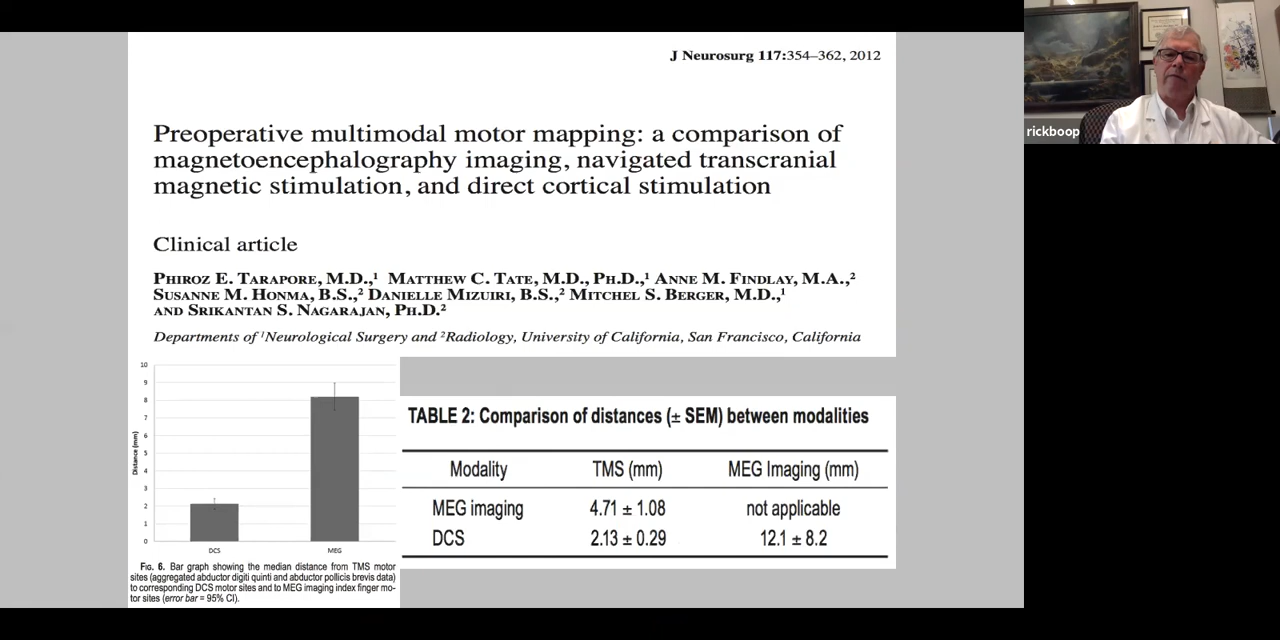 J Neurosurg 117:354–362, 2012
rickboop
Preoperative multimodal motor mapping: a comparison of
magnetoencephalography imaging, navigated transcranial
magnetic stimulation, and direct cortical stimulation
Clinical article
Phiroz E. Tarapore, M.D.,¹ Matthew C. Tate, M.D., Ph.D.,¹ Anne M. Findlay, M.A.,²
Susanne M. Honma, B.S.,² Danielle Mizuiri, B.S.,² Mitchel S. Berger, M.D.,¹
and Srikantan S. Nagarajan, Ph.D.²
Departments of ¹Neurological Surgery and ²Radiology, University of California, San Francisco, California
10
9
8
7
6
5
4
3
2
1
0
Distance (mm)
DCS MEG
Fig. 6. Bar graph showing the median distance from TMS motor
sites (aggregated abductor digiti quinti and abductor pollicis brevis data)
to corresponding DCS motor sites and to MEG imaging index finger mo-
tor sites (error bar = 95% CI).
TABLE 2: Comparison of distances (± SEM) between modalities
Modality TMS (mm) MEG Imaging (mm)
MEG imaging 4.71 ± 1.08 not applicable
DCS 2.13 ± 0.29 12.1 ± 8.2